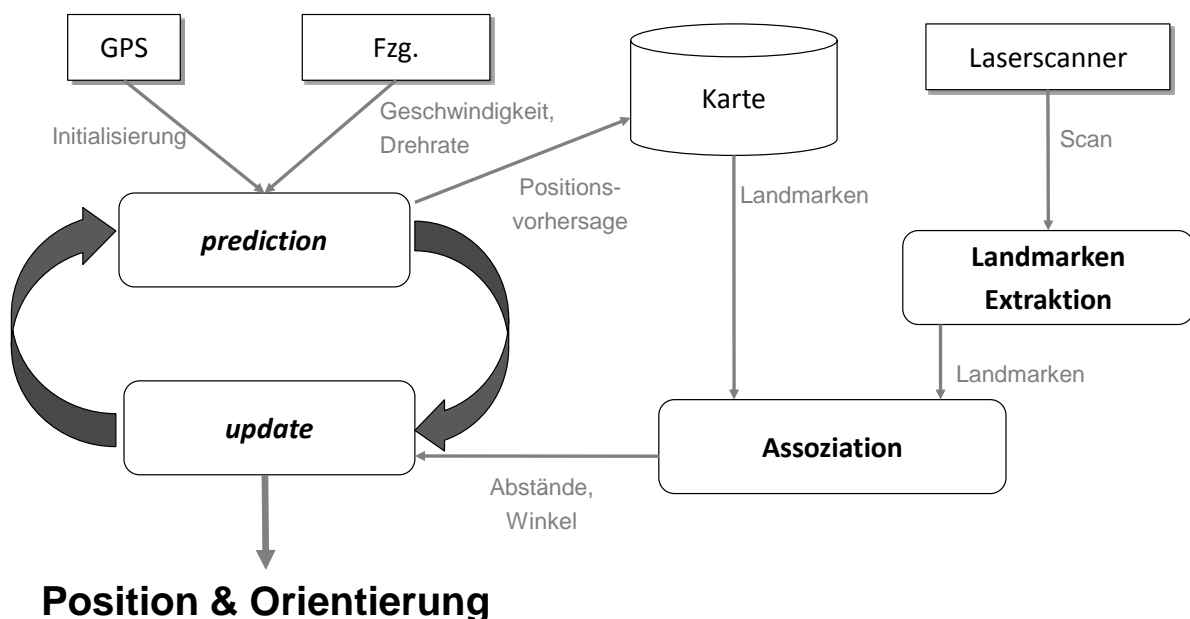 GPS
Fzg.
Karte
Laserscanner
Initialisierung
Geschwindigkeit,
Drehrate
Positions-
vorhersage
Landmarken
Scan
prediction
Landmarken
Extraktion
Landmarken
update
Assoziation
Abstände,
Winkel
Position & Orientierung